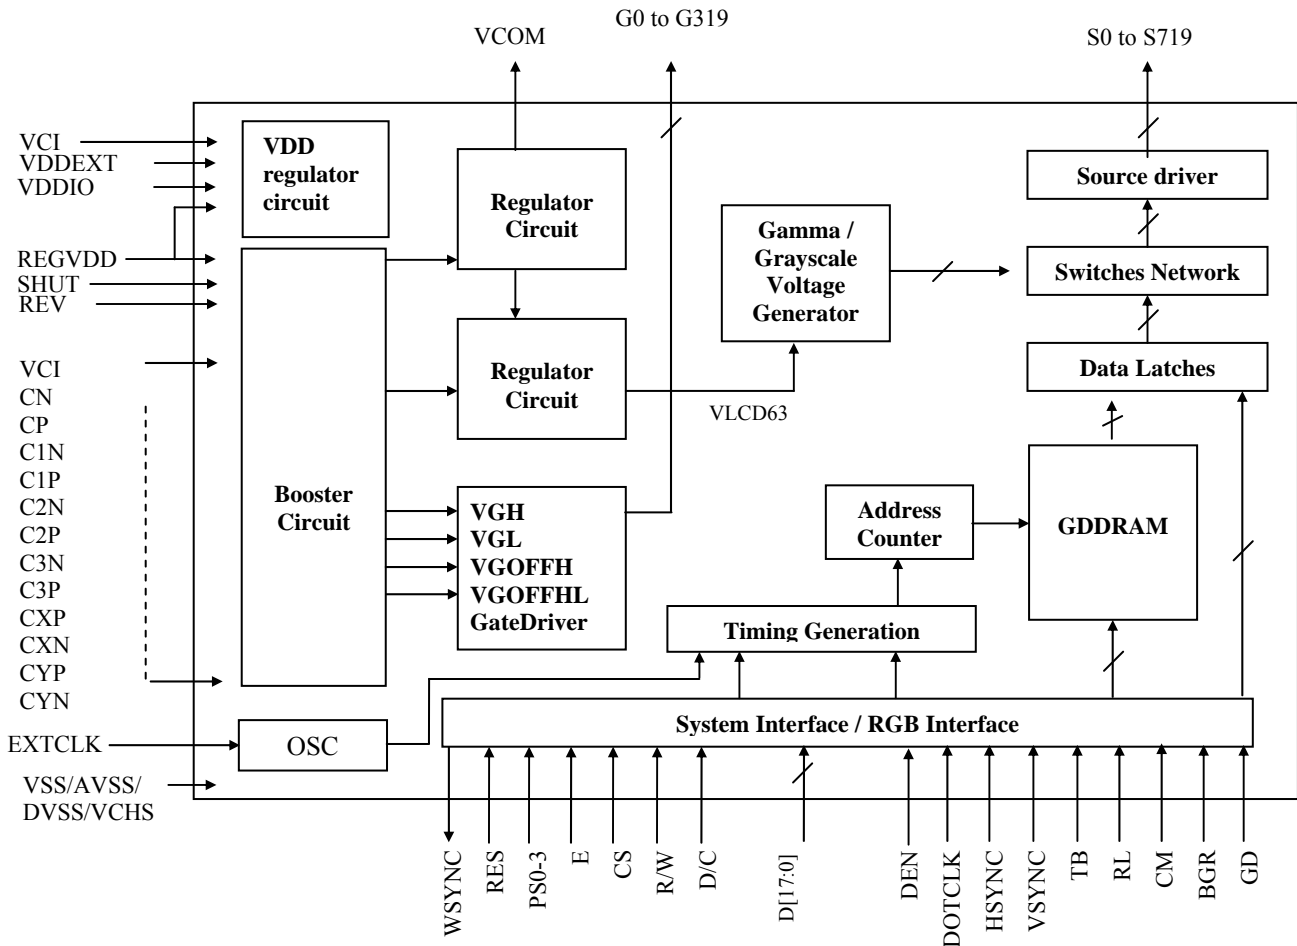 G0 to G319
VCOM
S0 to S719
VCI
VDDEXT
VDDIO
REGVDD
SHUT
REV
VCI
CN
CP
C1N
C1P
C2N
C2P
C3N
C3P
CXP
CXN
CYP
CYN
EXTCLK
VSS/AVSS/
DVSS/VCHS
VDD
regulator
circuit
Booster
Circuit
OSC
Regulator
Circuit
Regulator
Circuit
VGH
VGL
VGOFFH
VGOFFHL
GateDriver
Gamma /
Grayscale
Voltage
Generator
VLCD63
Source driver
Switches Network
Data Latches
Address
Counter
GDDRAM
Timing Generation
System Interface / RGB Interface
WSYNC
RES
PS0-3
E
CS
R/W
D/C
D[17:0]
DEN
DOTCLK
HSYNC
VSYNC
TB
RL
CM
BGR
GD